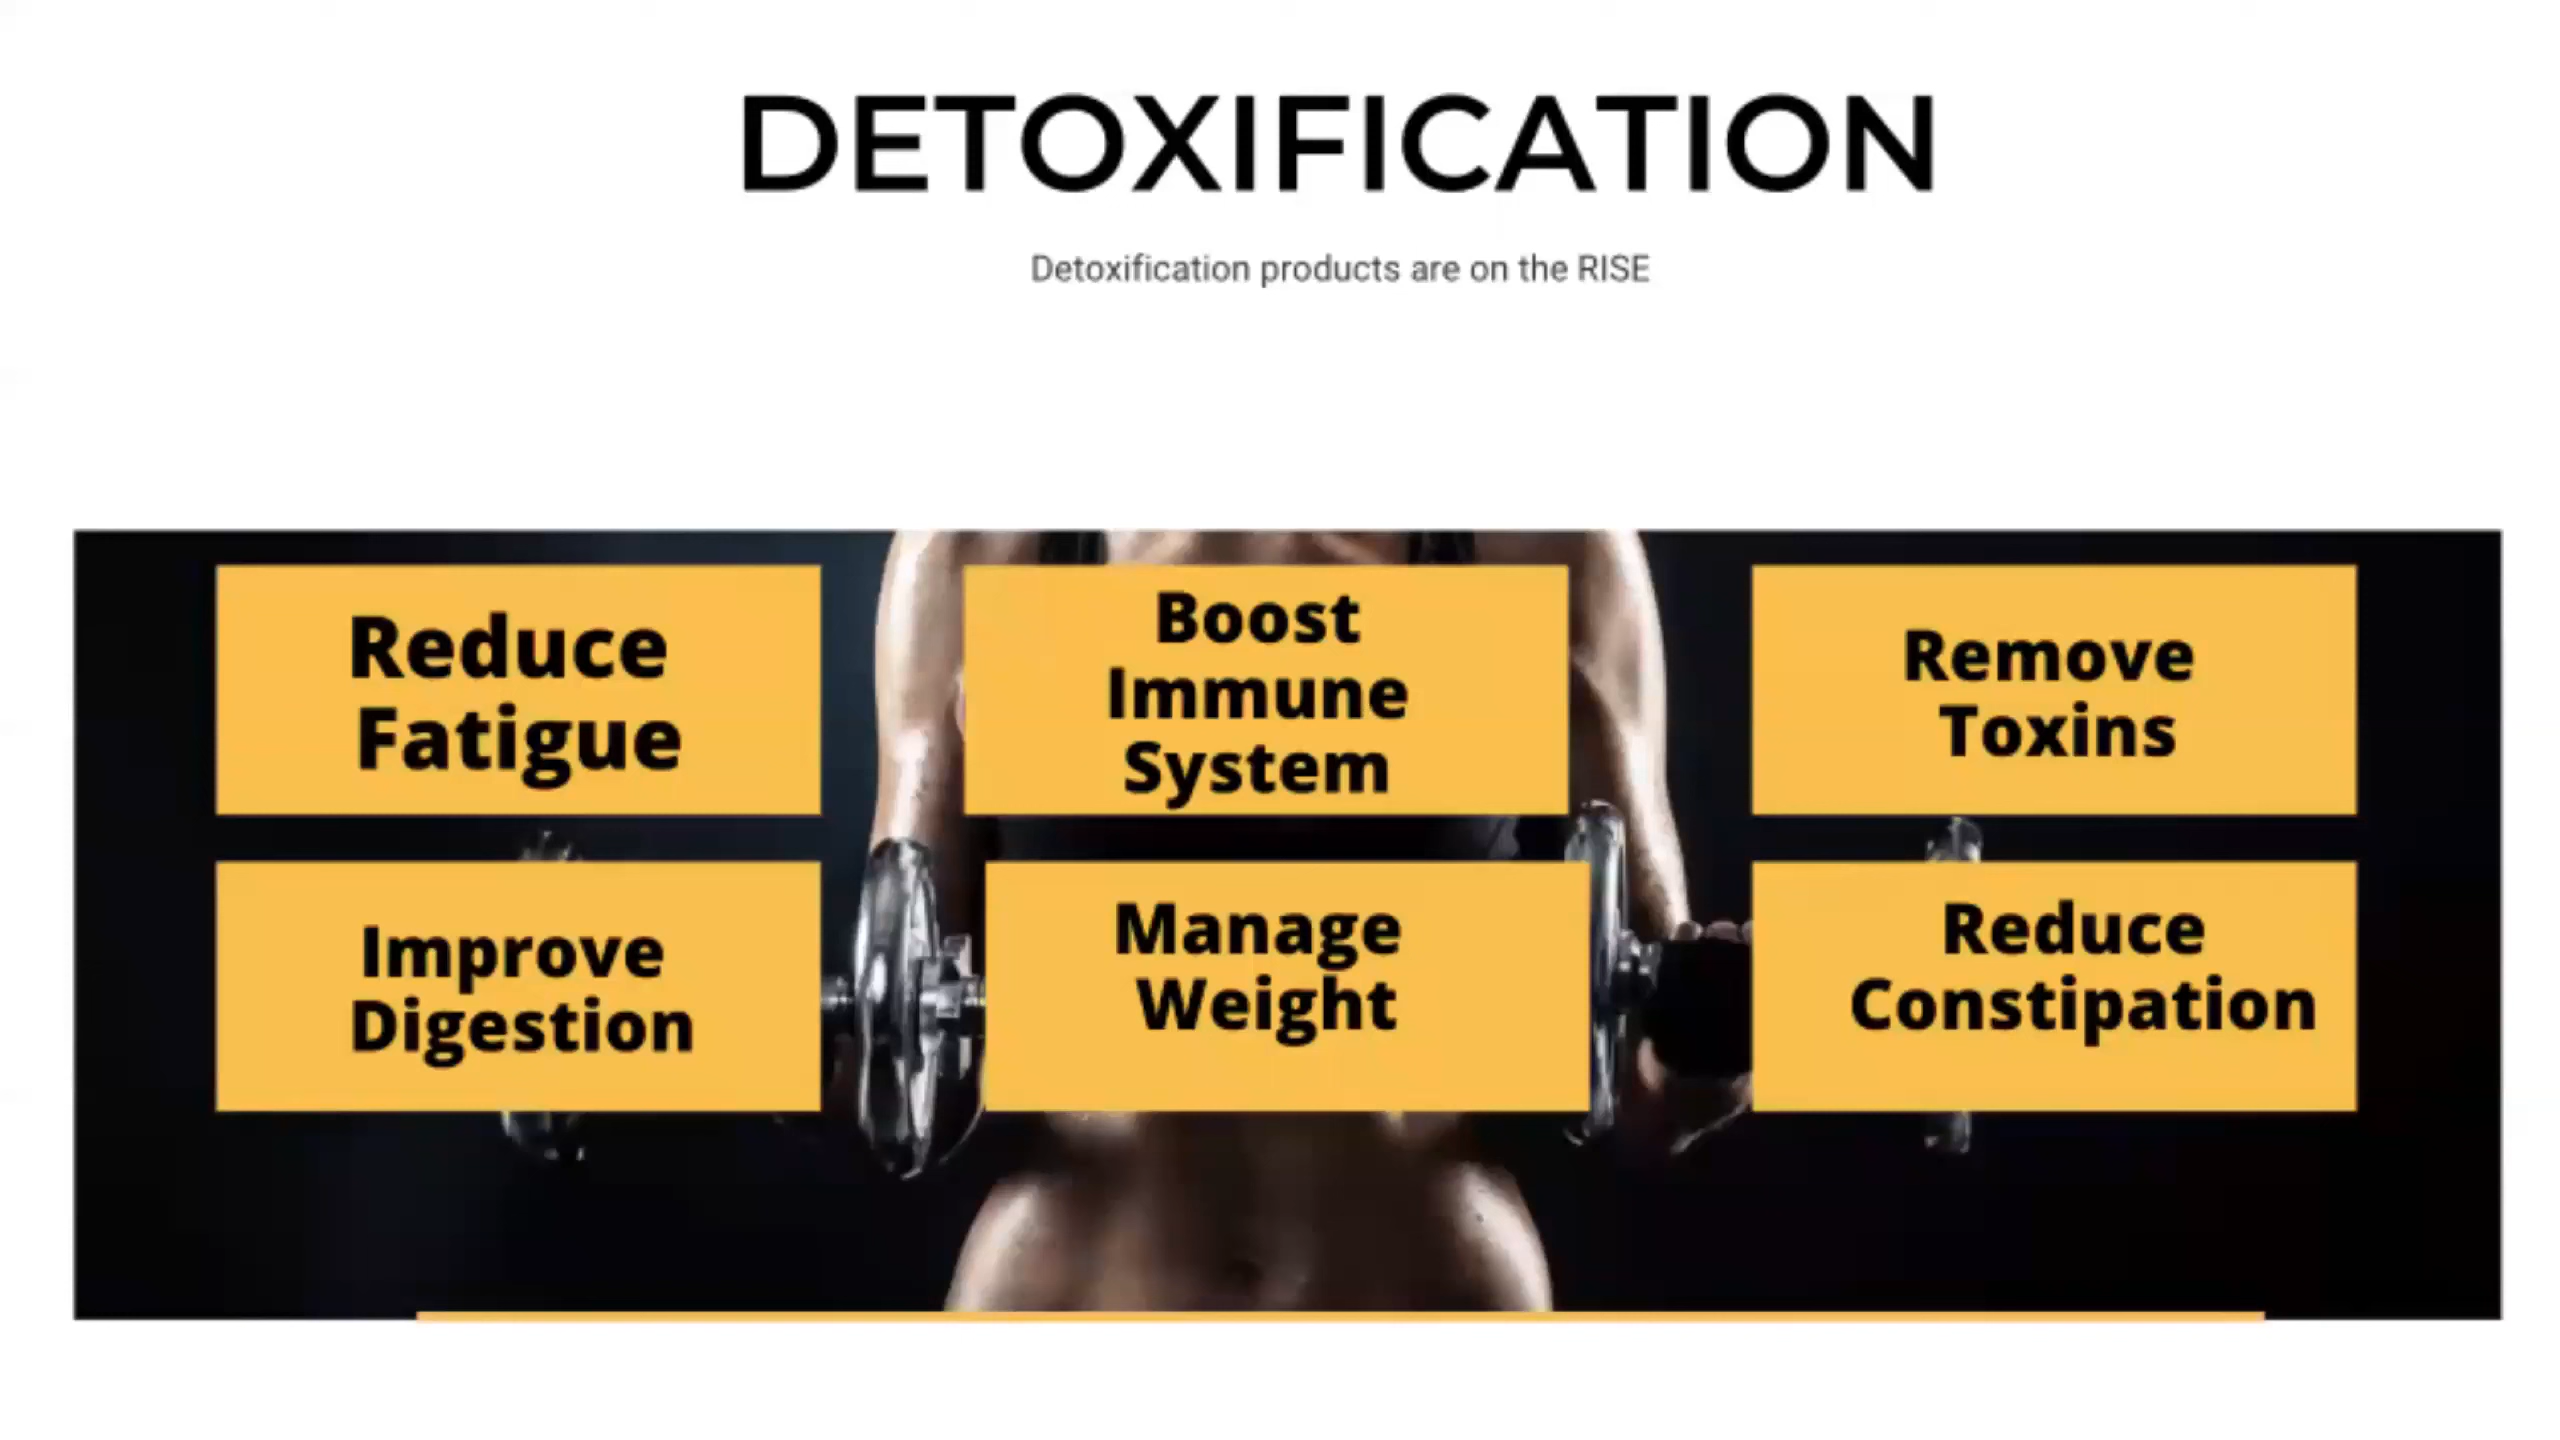 DETOXIFICATION
Detoxification products are on the RISE
Reduce
Fatigue
Boost
Immune
System
Remove
Toxins
Improve
Digestion
Manage
Weight
Reduce
Constipation